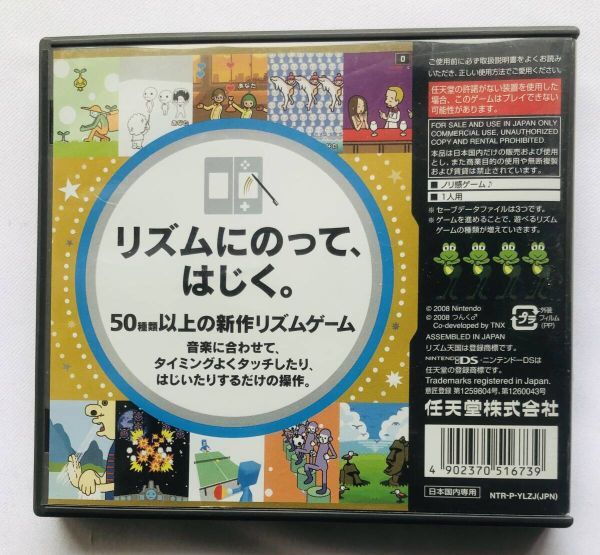 あなた
あなた
リズムにのって、
はじく。
50種類以上の新作リズムゲーム
音楽に合わせて、
タイミングよくタッチしたり、
はじいたりするだけの操作。
ご使用前に必ず取扱説明書をよくお読み
いただき、正しい使用方法でご愛用ください。
任天堂の許諾がない装置を使用した
場合、このゲームはプレイできない
可能性があります。
FOR SALE AND USE IN JAPAN ONLY.
COMMERCIAL USE, UNAUTHORIZED
COPY AND RENTAL PROHIBITED.
本品は日本国内だけの販売および使用
とし、また商業目的の使用や無断複製
および賃貸は禁止されています。
■ ノリ感ゲーム♪
■ 1人用
※ セーブデータファイルは3つです。
※ ゲームを進めることで、遊べるリズム
ゲームの種類が増えていきます。
© 2008 Nintendo
© 2008 つんく♂
Co-developed by TNX
プラ
外装
フィルム
(PP)
ASSEMBLED IN JAPAN
リズム天国は登録商標です。
NINTENDO DS・ニンテンドーDSは
任天堂の登録商標です。
Trademarks registered in Japan.
意匠登録 第1259804号、第1260043号
任天堂株式会社
4 902370 516739
日本国内専用
NTR-P-YLZJ(JPN)